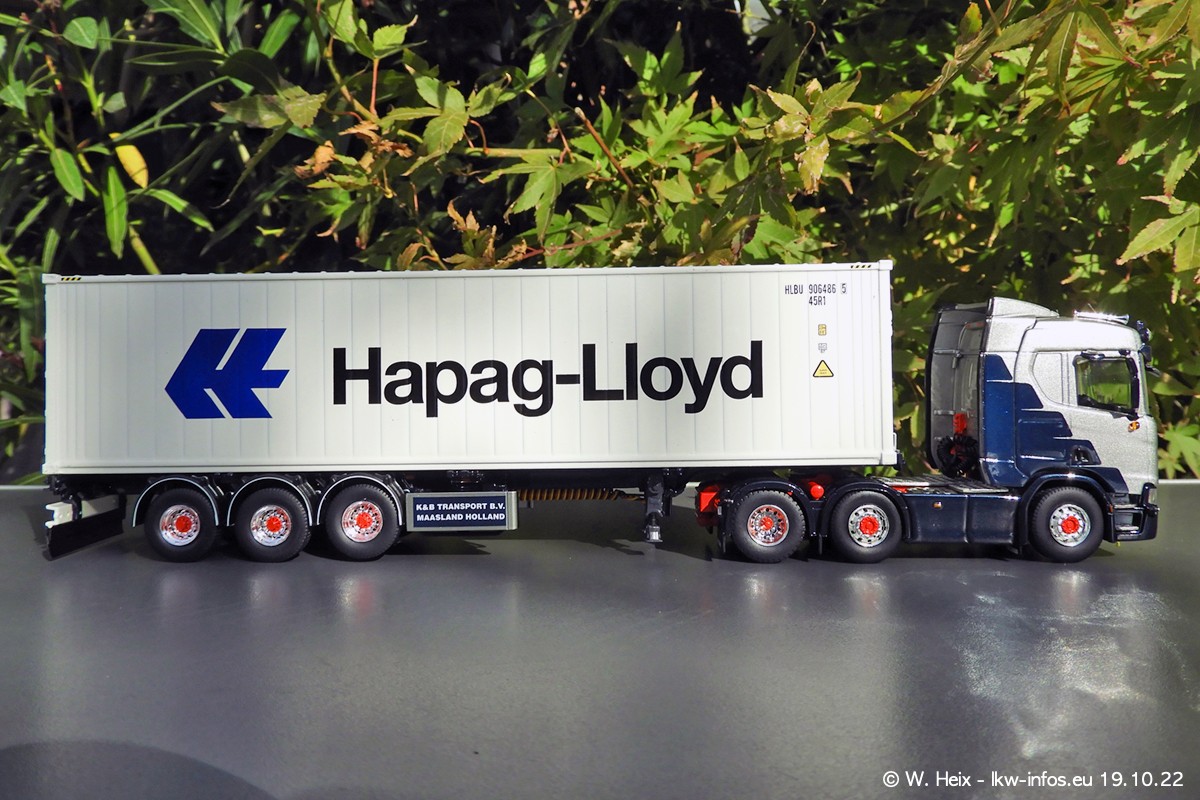 HLBU 906486 5
45R1
Hapag-Lloyd
K&B TRANSPORT B.V.
MAASLAND HOLLAND
© W. Heix - lkw-infos.eu 19.10.22